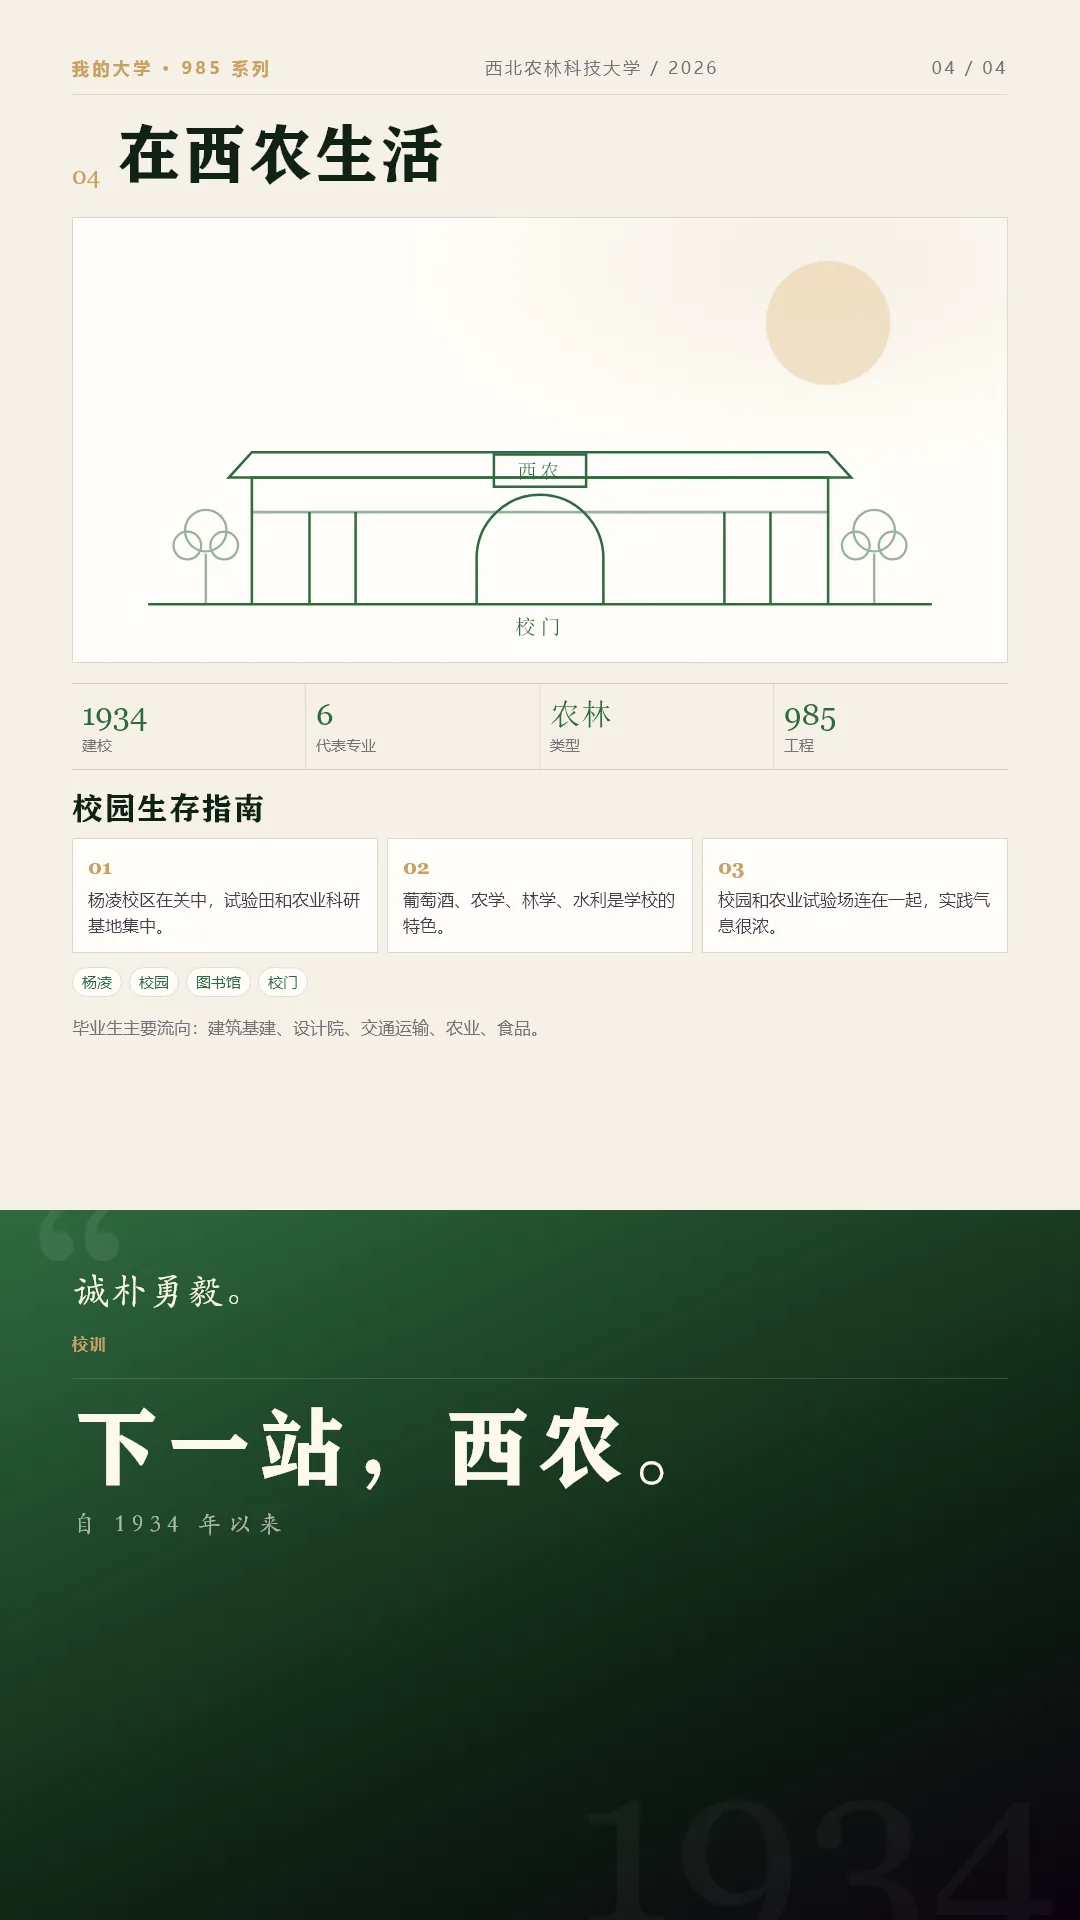 我的大学 • 985 系列
西北农林科技大学 / 2026
04 / 04
04 在西农生活
西农
校门
1934
建校
6
代表专业
农林
类型
985
工程
校园生存指南
01
杨凌校区在关中，试验田和农业科研
基地集中。
02
葡萄酒、农学、林学、水利是学校的
特色。
03
校园和农业试验场连在一起，实践气
息很浓。
杨凌
校园
图书馆
校门
毕业生主要流向：建筑基建、设计院、交通运输、农业、食品。
“
诚朴勇毅。
校训
下一站，西农。
自 1934 年以来
1934